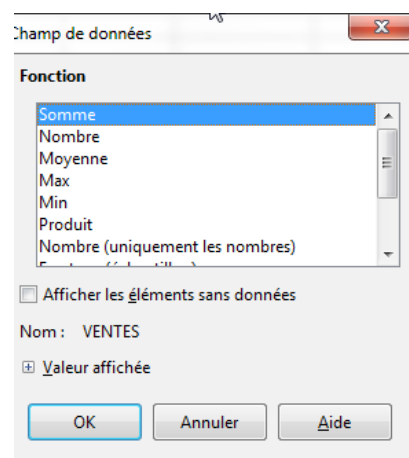 Champ de données
Fonction
Somme
Nombre
Moyenne
Max
Min
Produit
Nombre (uniquement les nombres)
Afficher les éléments sans données
Nom : VENTES
Valeur affichée
OK
Annuler
Aide